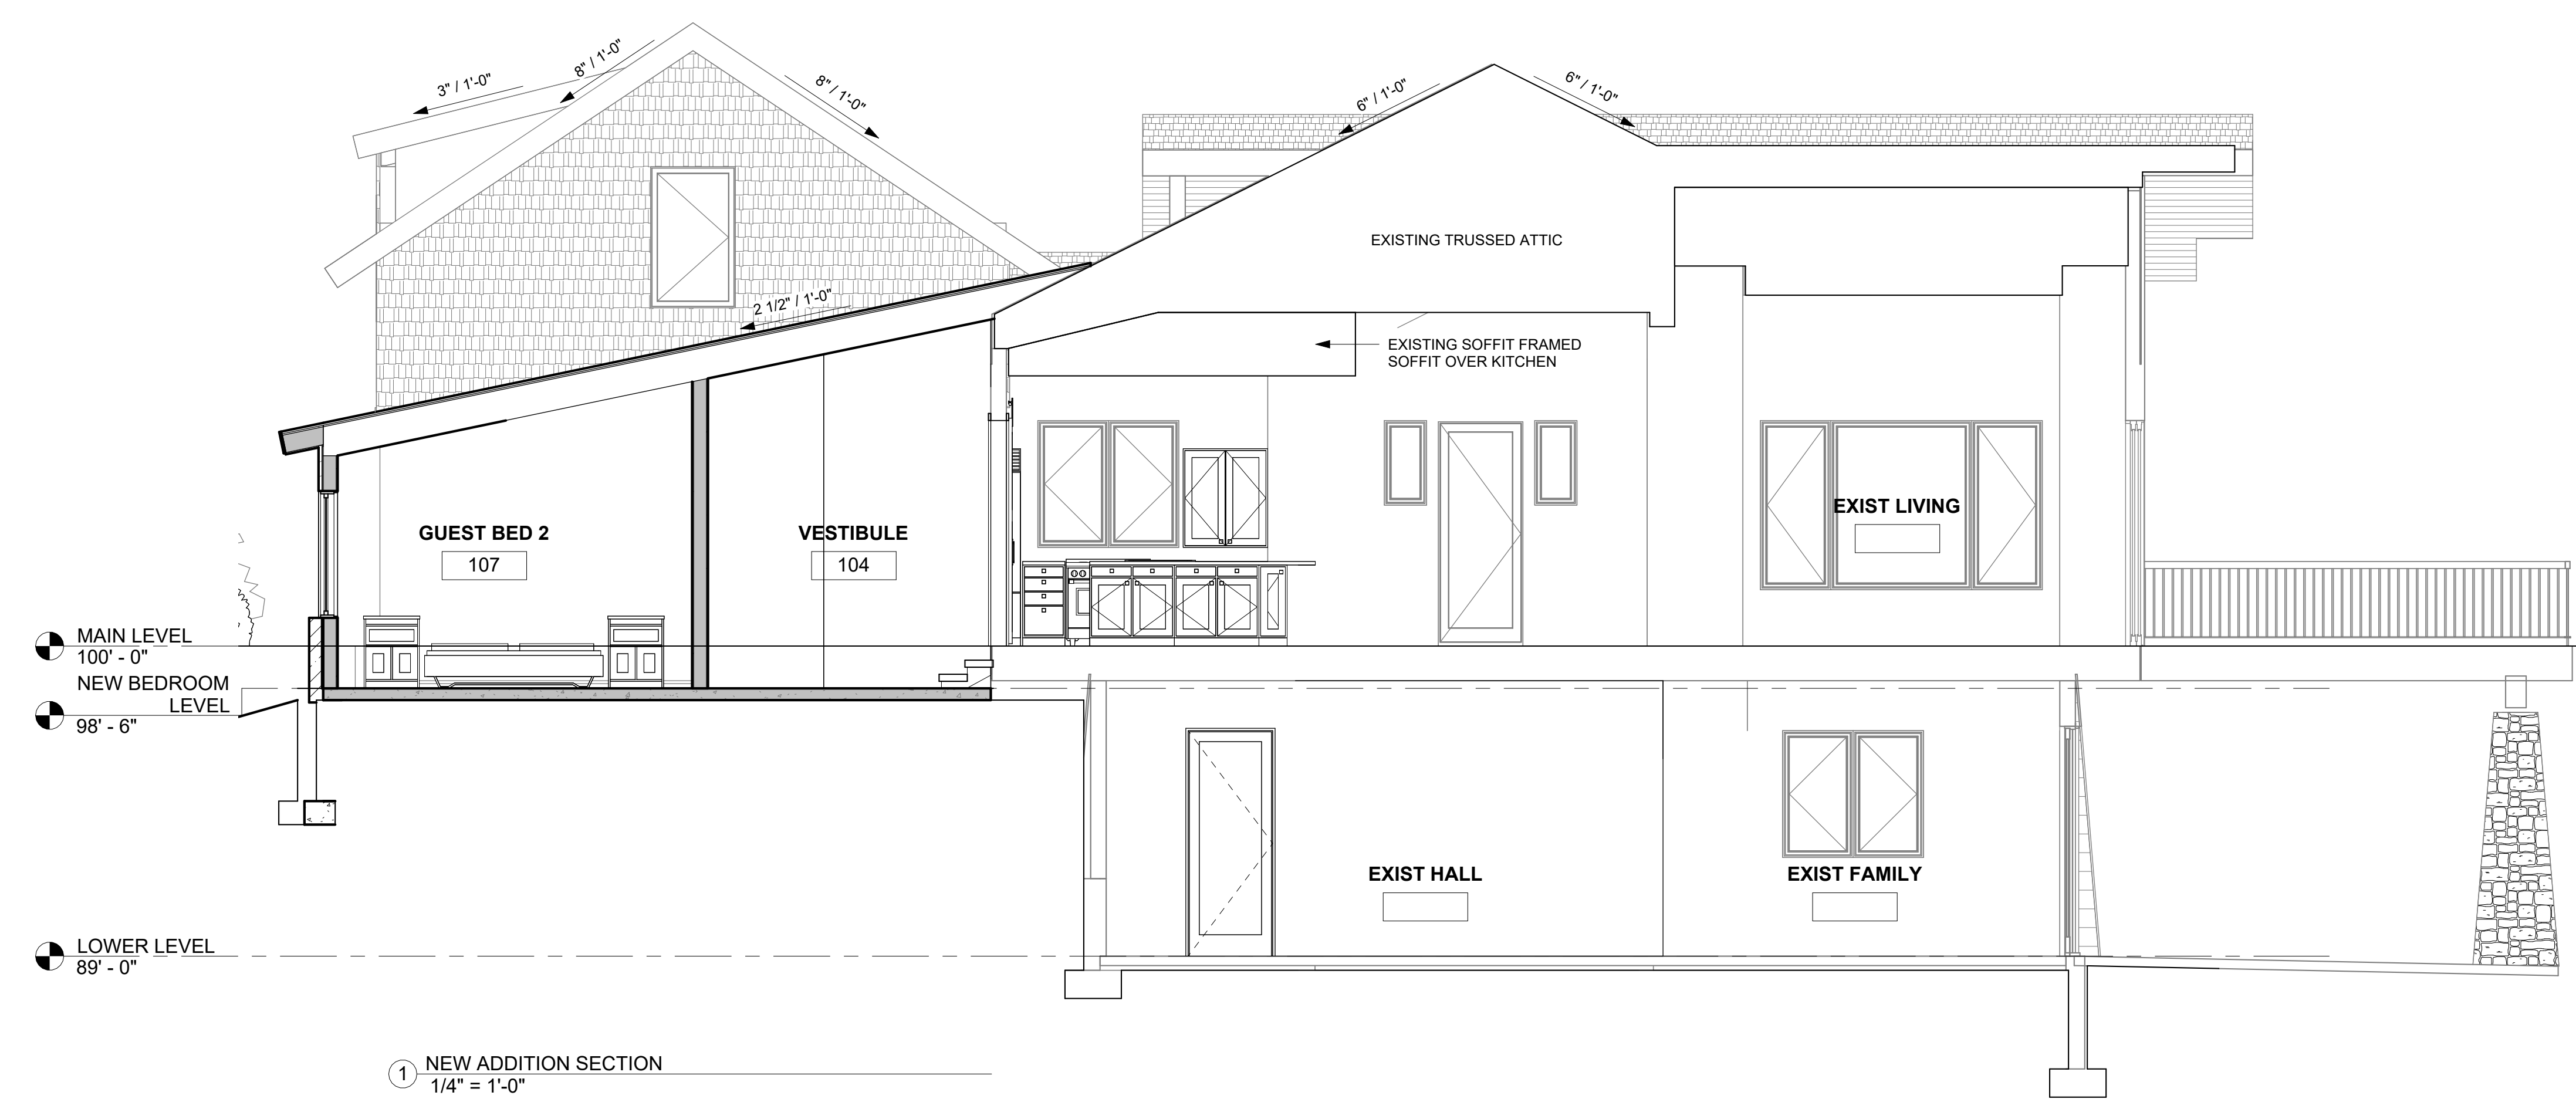 3" / 1'-0"
8" / 1'-0"
8" / 1'-0"
6" / 1'-0"
6" / 1'-0"
EXISTING TRUSSED ATTIC
2 1/2" / 1'-0"
EXISTING SOFFIT FRAMED
SOFFIT OVER KITCHEN
GUEST BED 2
107
VESTIBULE
104
EXIST LIVING
MAIN LEVEL
100' - 0"
NEW BEDROOM
LEVEL
98' - 6"
EXIST HALL
EXIST FAMILY
LOWER LEVEL
89' - 0"
1
NEW ADDITION SECTION
1/4" = 1'-0"